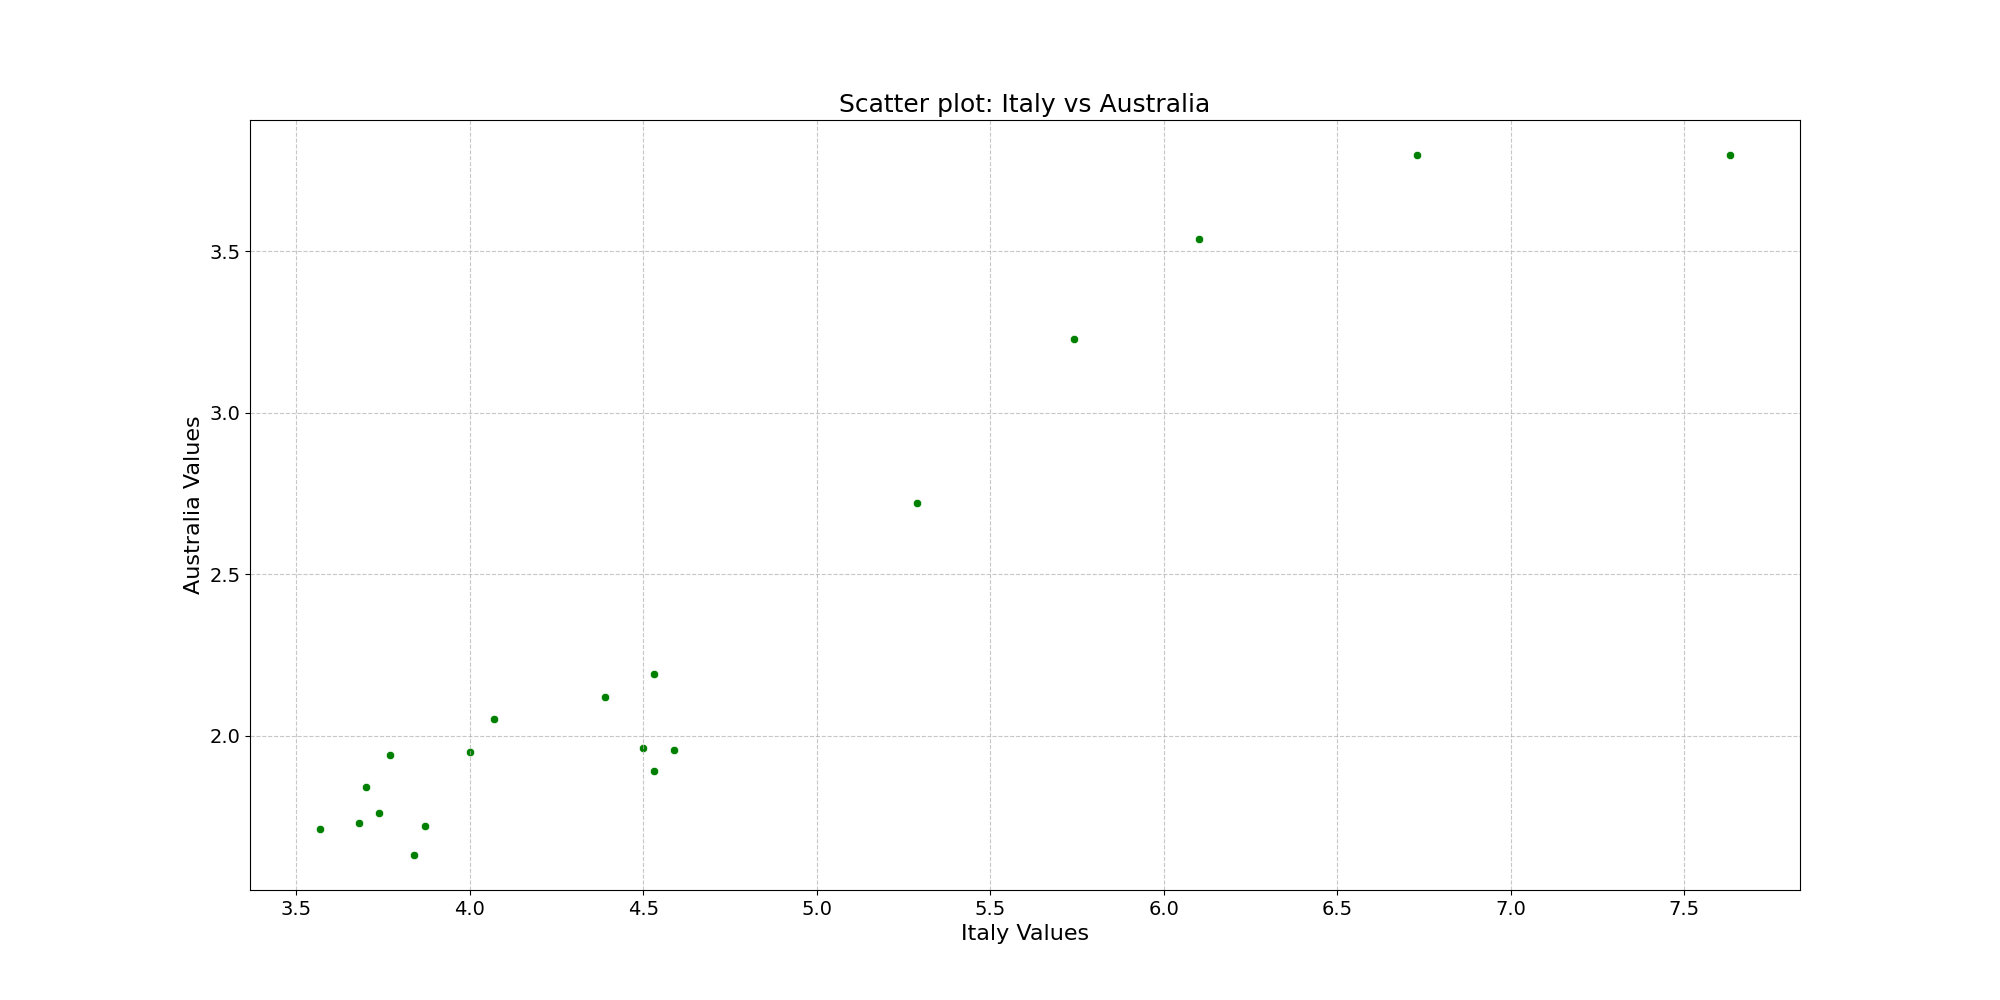 Scatter plot: Italy vs Australia
Australia Values
3.5
3.0
2.5
2.0
3.5 4.0 4.5 5.0 5.5 6.0 6.5 7.0 7.5
Italy Values